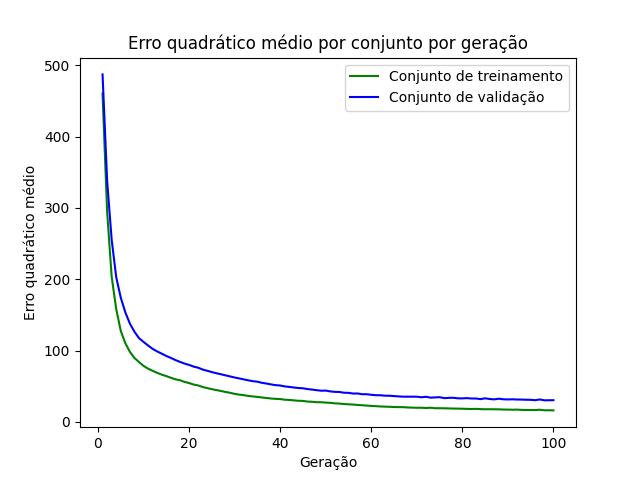 Erro quadrático médio por conjunto por geração
Conjunto de treinamento
Conjunto de validação
Erro quadrático médio
500
400
300
200
100
0
0 20 40 60 80 100
Geração